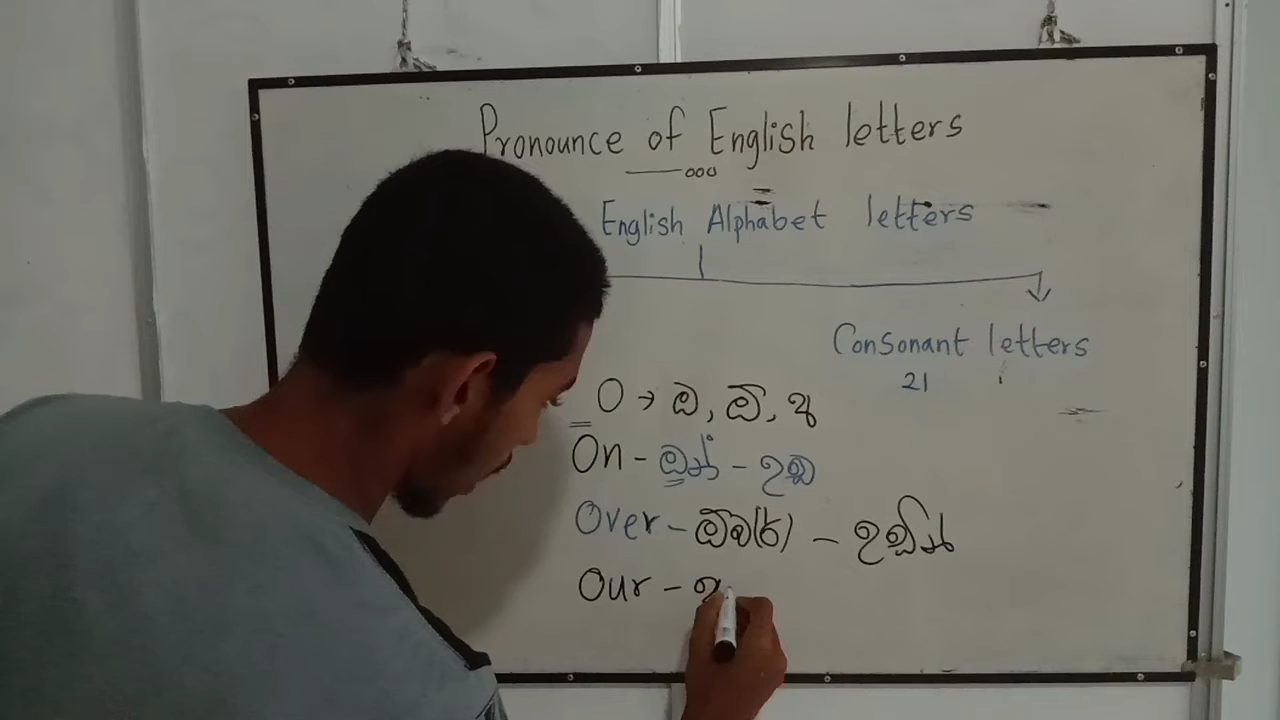 Pronounce of English letters
English Alphabet letters
Consonant letters
21
O → ඔ, ඕ, අ
On - ඔන් - උඩ
Over - ඕව(ර්) - උඩින්
Our -